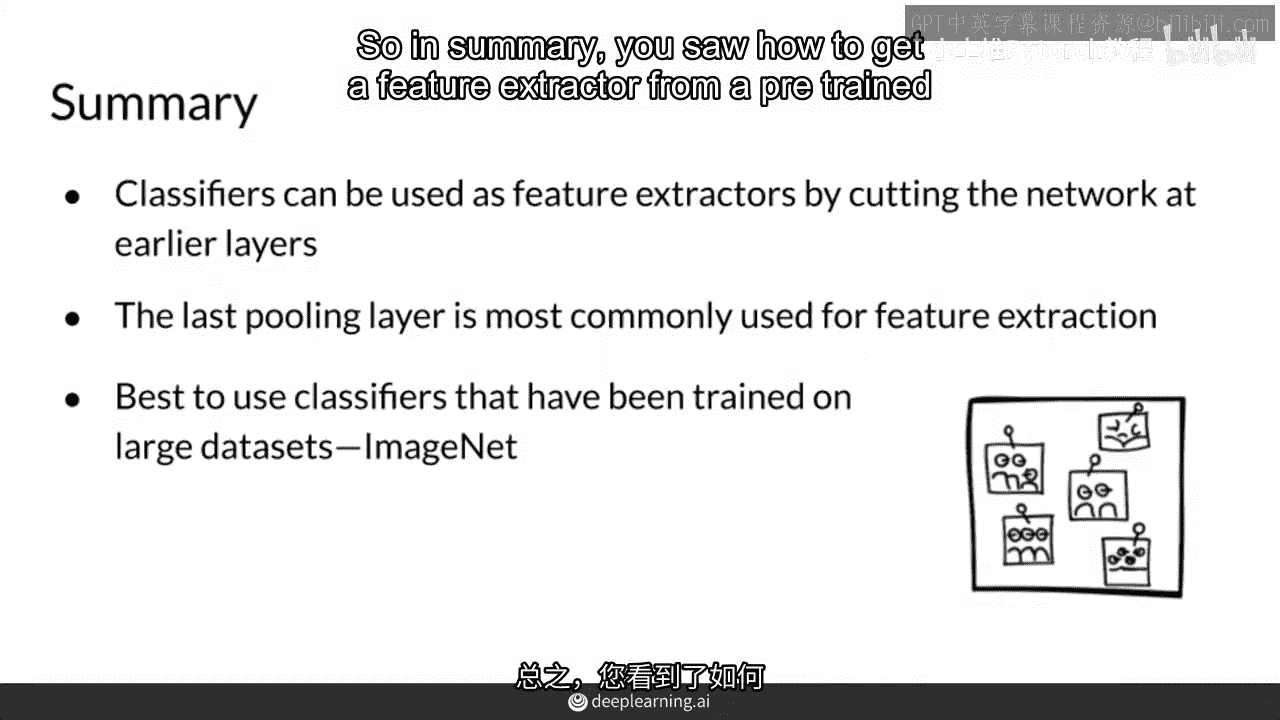 GPT中英字幕课程资源@bilibili.com
So in summary, you saw how to get
a feature extractor from a pre trained
Summary
• Classifiers can be used as feature extractors by cutting the network at
earlier layers
• The last pooling layer is most commonly used for feature extraction
• Best to use classifiers that have been trained on
large datasets—ImageNet
总之，您看到了如何
deeplearning.ai